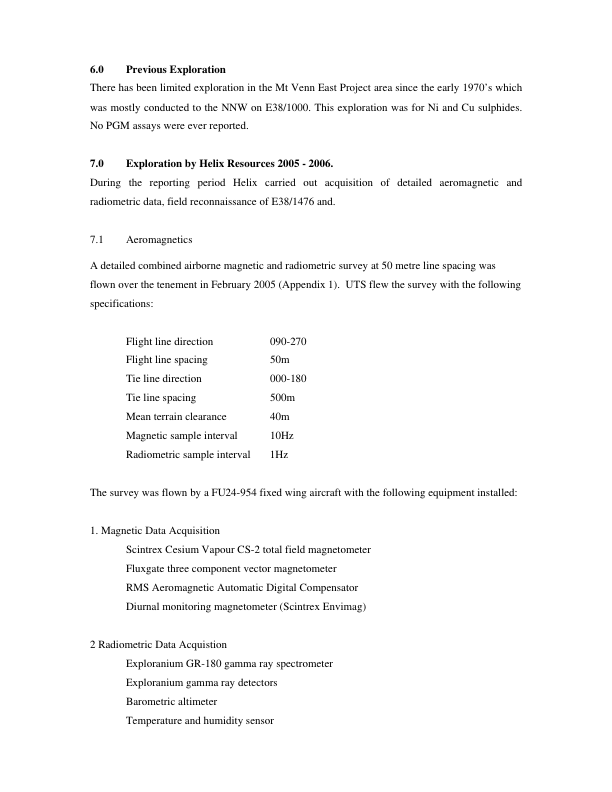 6.0 Previous Exploration
There has been limited exploration in the Mt Venn East Project area since the early 1970's which
was mostly conducted to the NNW on E38/1000. This exploration was for Ni and Cu sulphides.
No PGM assays were ever reported.
7.0 Exploration by Helix Resources 2005 - 2006.
During the reporting period Helix carried out acquisition of detailed aeromagnetic and
radiometric data, field reconnaissance of E38/1476 and.
7.1 Aeromagnetics
A detailed combined airborne magnetic and radiometric survey at 50 metre line spacing was
flown over the tenement in February 2005 (Appendix 1). UTS flew the survey with the following
specifications:
Flight line direction 090-270
Flight line spacing 50m
Tie line direction 000-180
Tie line spacing 500m
Mean terrain clearance 40m
Magnetic sample interval 10Hz
Radiometric sample interval 1Hz
The survey was flown by a FU24-954 fixed wing aircraft with the following equipment installed:
1. Magnetic Data Acquisition
Scintrex Cesium Vapour CS-2 total field magnetometer
Fluxgate three component vector magnetometer
RMS Aeromagnetic Automatic Digital Compensator
Diurnal monitoring magnetometer (Scintrex Envimag)
2 Radiometric Data Acquistion
Exploranium GR-180 gamma ray spectrometer
Exploranium gamma ray detectors
Barometric altimeter
Temperature and humidity sensor